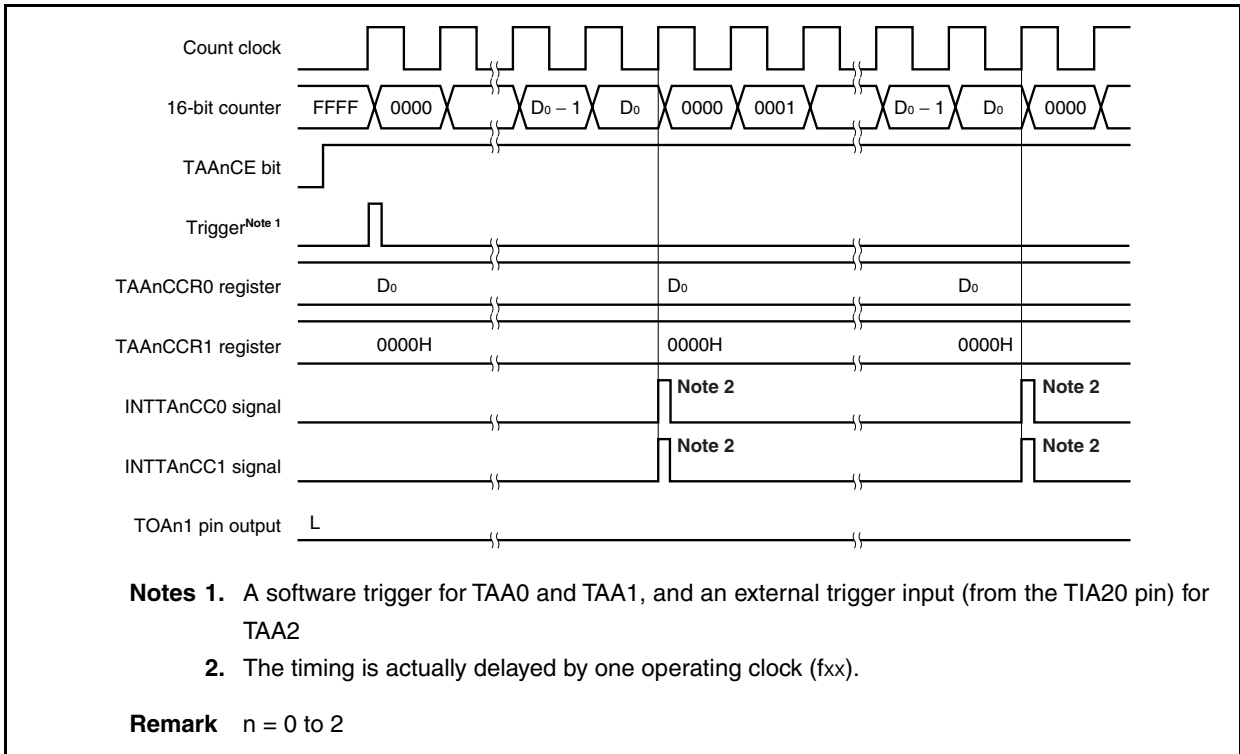 Count clock
16-bit counter FFFF 0000 D0 − 1 D0 0000 0001 D0 − 1 D0 0000
TAAnCE bit
Trigger Note 1
TAAnCCR0 register D0 D0 D0
TAAnCCR1 register 0000H 0000H 0000H
INTTAnCC0 signal Note 2 Note 2
INTTAnCC1 signal Note 2 Note 2
TOAn1 pin output L
Notes 1. A software trigger for TAA0 and TAA1, and an external trigger input (from the TIA20 pin) for
TAA2
2. The timing is actually delayed by one operating clock (fxx).
Remark n = 0 to 2